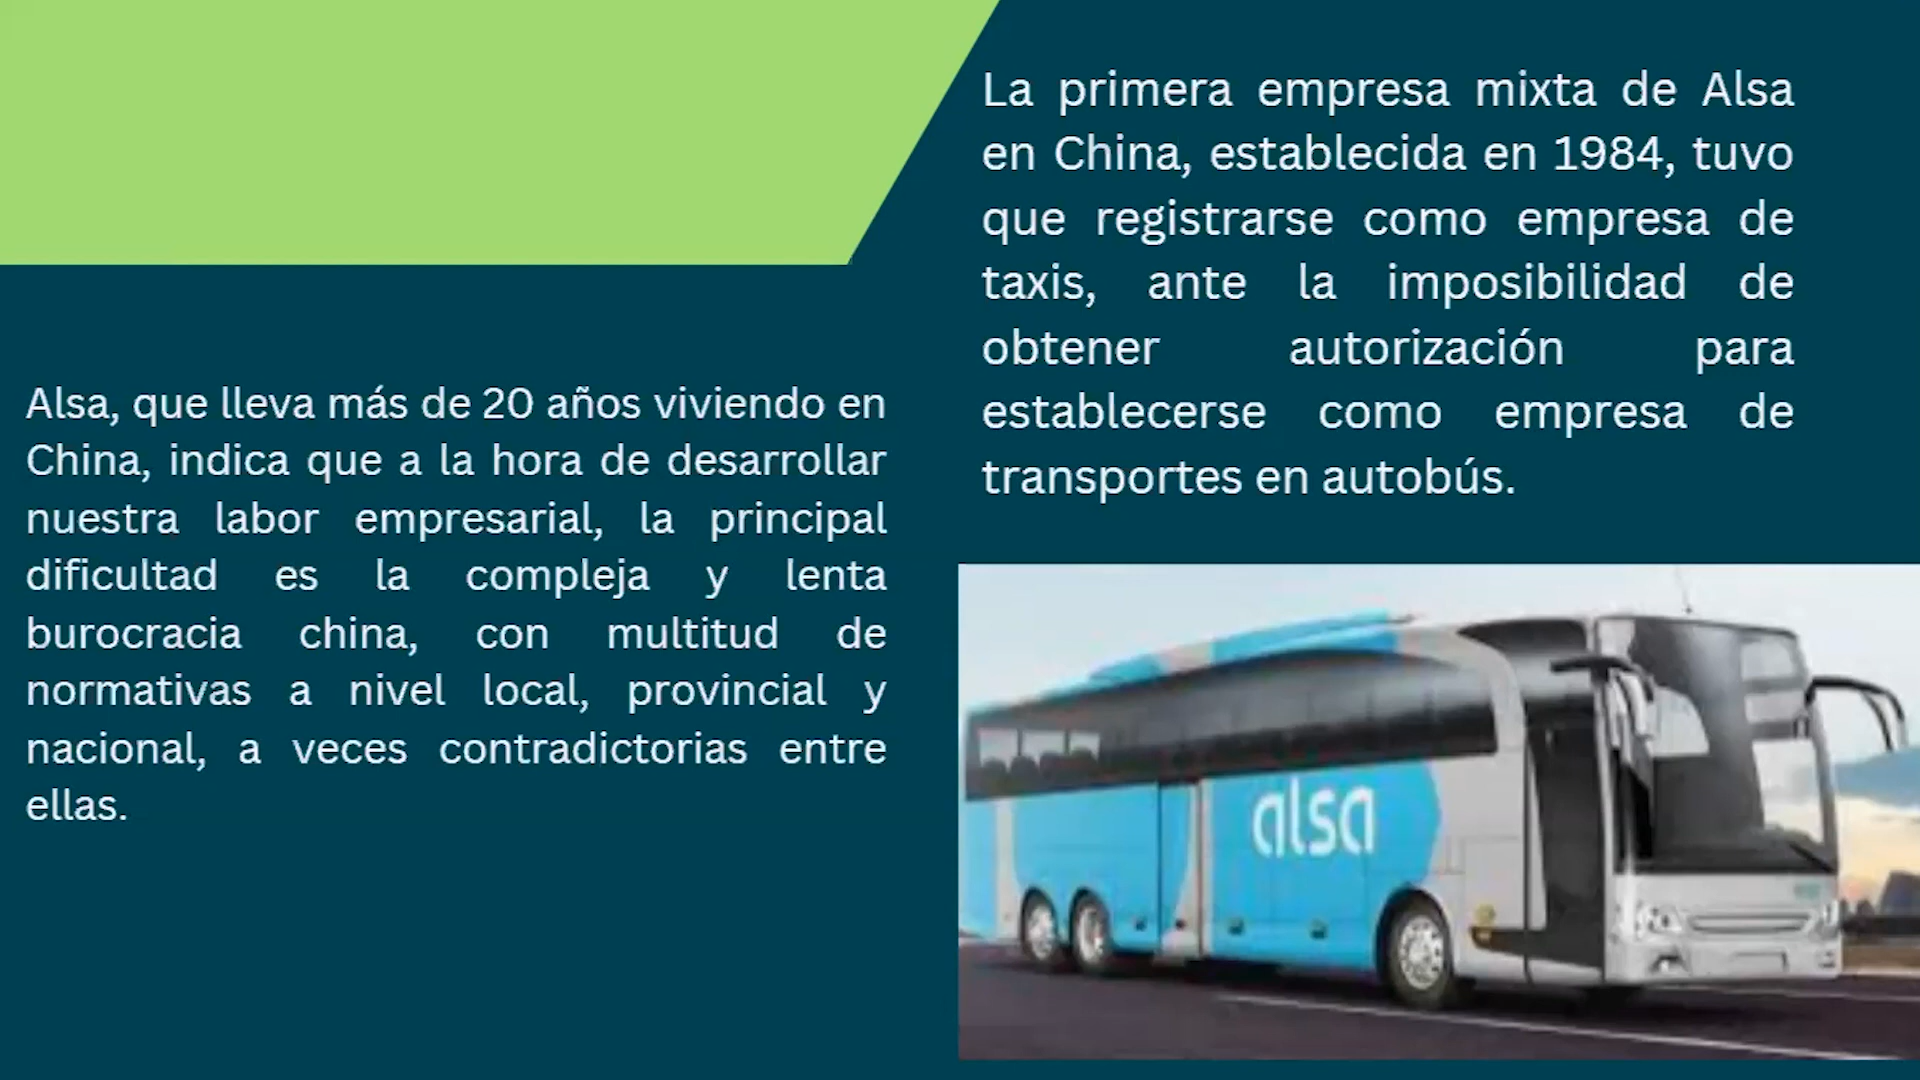 La primera empresa mixta de Alsa
en China, establecida en 1984, tuvo
que registrarse como empresa de
taxis, ante la imposibilidad de
obtener autorización para
establecerse como empresa de
transportes en autobús.
Alsa, que lleva más de 20 años viviendo en
China, indica que a la hora de desarrollar
nuestra labor empresarial, la principal
dificultad es la compleja y lenta
burocracia china, con multitud de
normativas a nivel local, provincial y
nacional, a veces contradictorias entre
ellas.
alsa